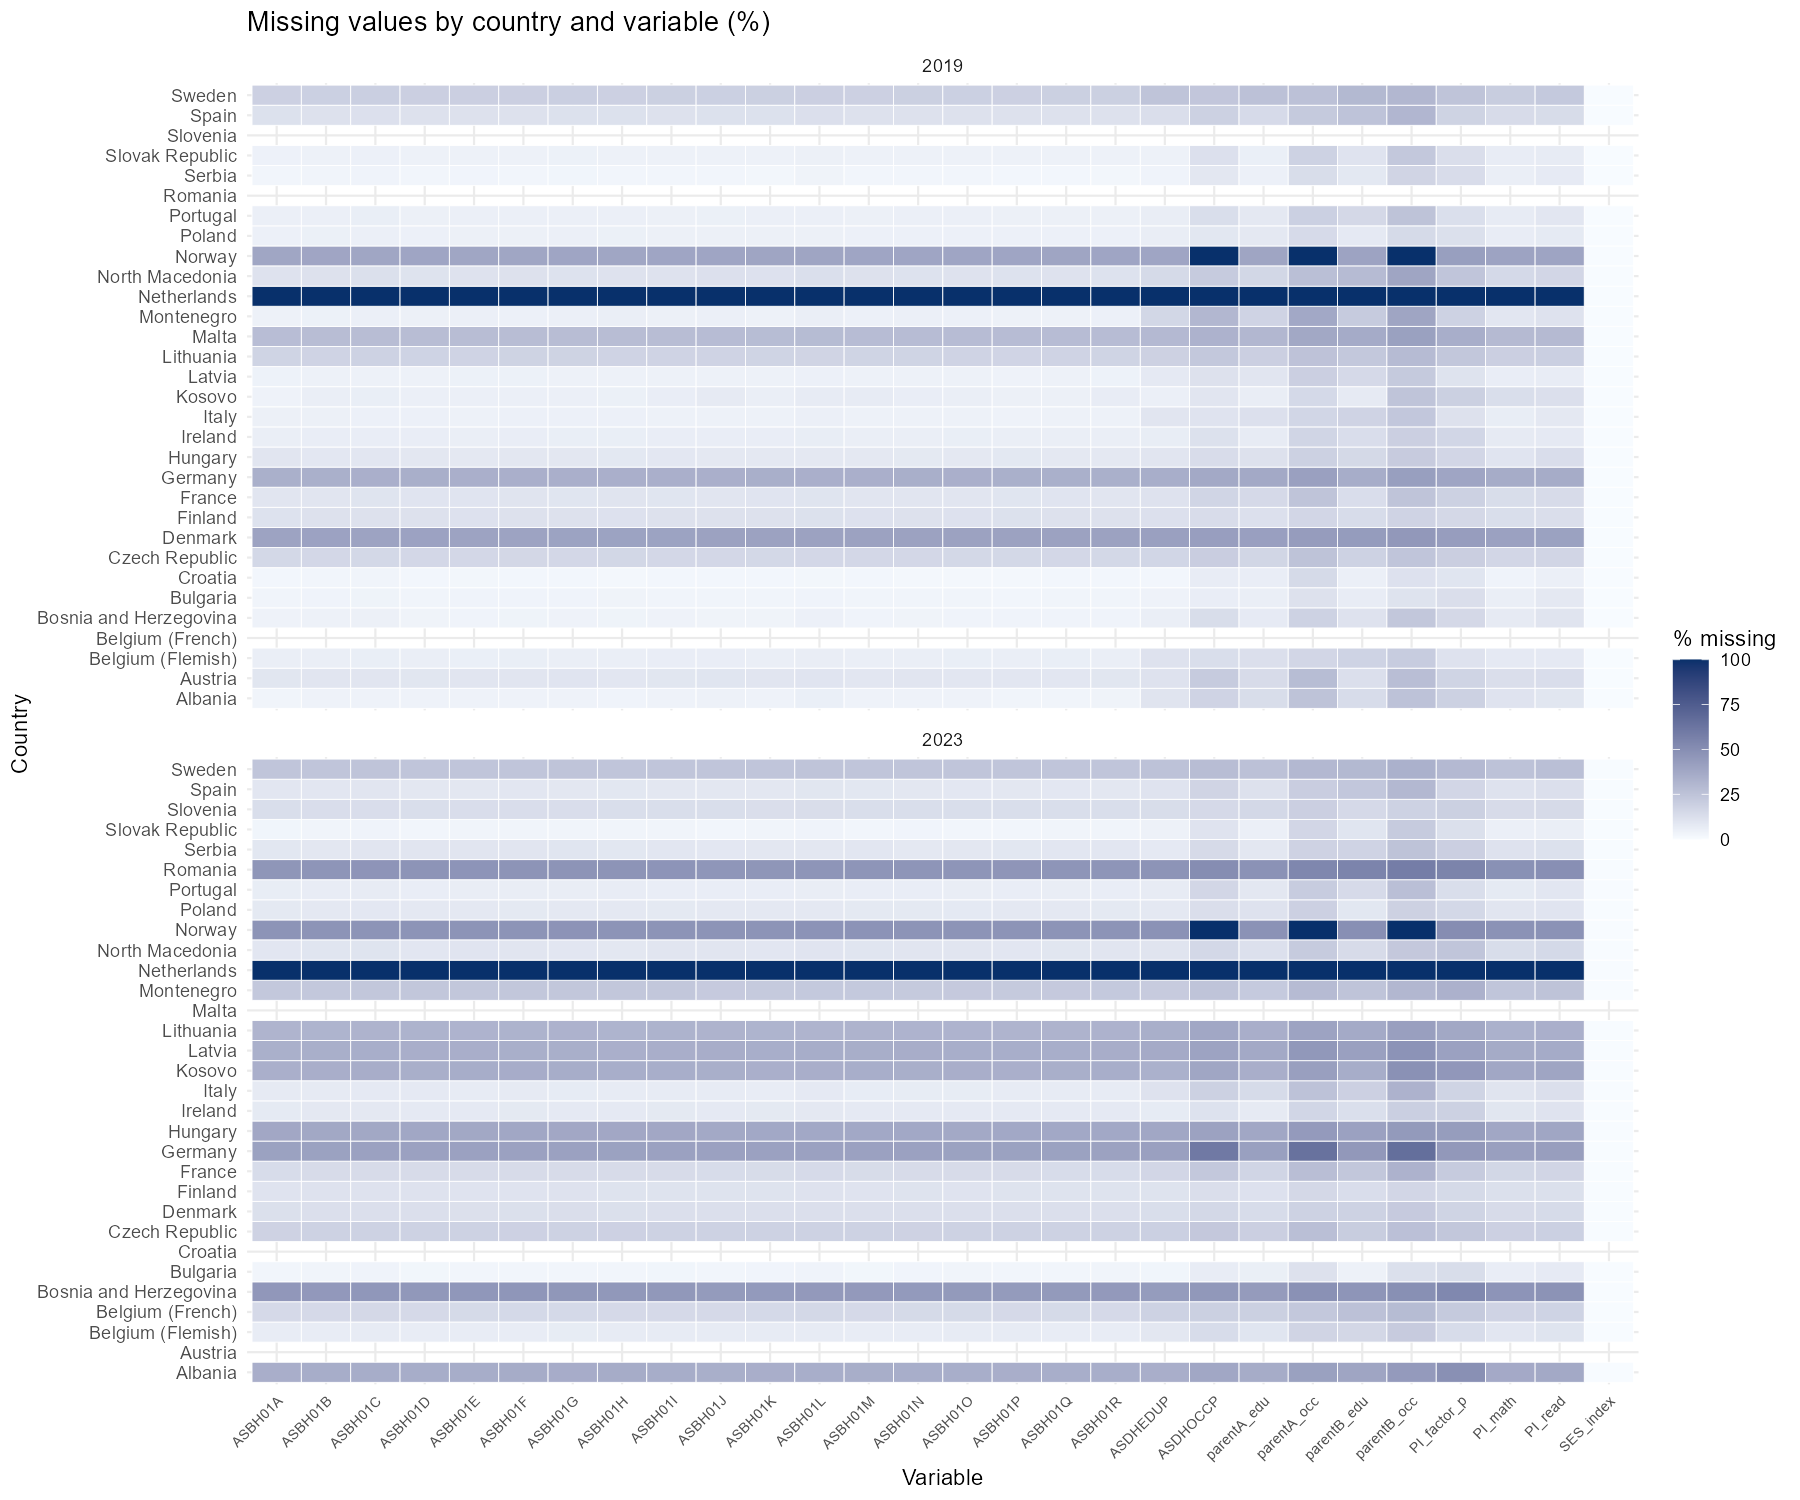 Missing values by country and variable (%)
2019
Sweden
Spain
Slovenia
Slovak Republic
Serbia
Romania
Portugal
Poland
Norway
North Macedonia
Netherlands
Montenegro
Malta
Lithuania
Latvia
Kosovo
Italy
Ireland
Hungary
Germany
France
Finland
Denmark
Czech Republic
Croatia
Bulgaria
Bosnia and Herzegovina
Belgium (French)
Belgium (Flemish)
Austria
Albania
2023
Sweden
Spain
Slovenia
Slovak Republic
Serbia
Romania
Portugal
Poland
Norway
North Macedonia
Netherlands
Montenegro
Malta
Lithuania
Latvia
Kosovo
Italy
Ireland
Hungary
Germany
France
Finland
Denmark
Czech Republic
Croatia
Bulgaria
Bosnia and Herzegovina
Belgium (French)
Belgium (Flemish)
Austria
Albania
ASBH01A
ASBH01B
ASBH01C
ASBH01D
ASBH01E
ASBH01F
ASBH01G
ASBH01H
ASBH01I
ASBH01J
ASBH01K
ASBH01L
ASBH01M
ASBH01N
ASBH01O
ASBH01P
ASBH01Q
ASBH01R
ASDHEDUP
ASDHOCCP
parentA_edu
parentA_occ
parentB_edu
parentB_occ
PI_factor_p
PI_math
PI_read
SES_index
Variable
Country
% missing
100
75
50
25
0